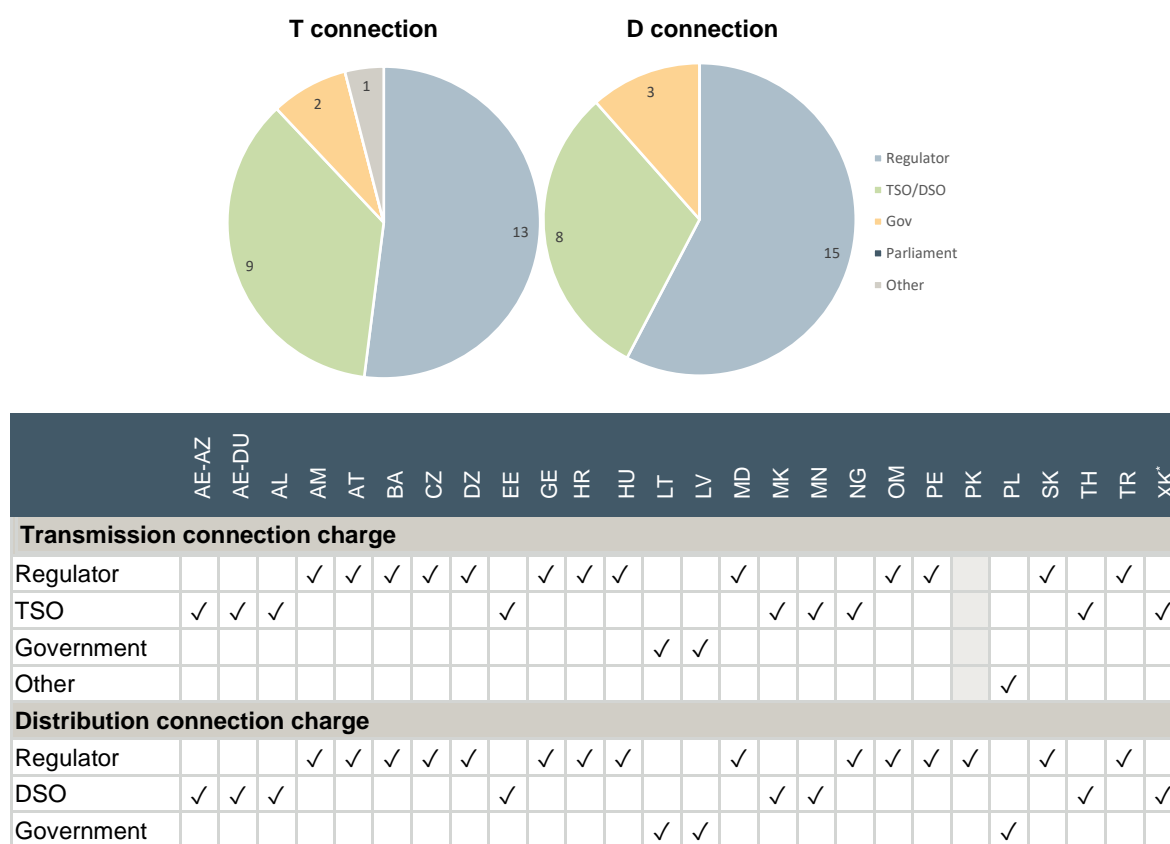 T connection D connection
1
2
3
13
8
15
9
Regulator
TSO/DSO
Gov
Parliament
Other
AE-AZ AE-DU AL AM AT BA CZ DZ EE GE HR HU LT LV MD MK MN NG OM PE PK PL SK TH TR XK*
Transmission connection charge
Regulator ✓ ✓ ✓ ✓ ✓ ✓ ✓ ✓ ✓ ✓ ✓ ✓ ✓
TSO ✓ ✓ ✓ ✓ ✓ ✓ ✓ ✓ ✓
Government ✓ ✓
Other ✓
Distribution connection charge
Regulator ✓ ✓ ✓ ✓ ✓ ✓ ✓ ✓ ✓ ✓ ✓ ✓ ✓ ✓ ✓
DSO ✓ ✓ ✓ ✓ ✓ ✓ ✓ ✓
Government ✓ ✓ ✓